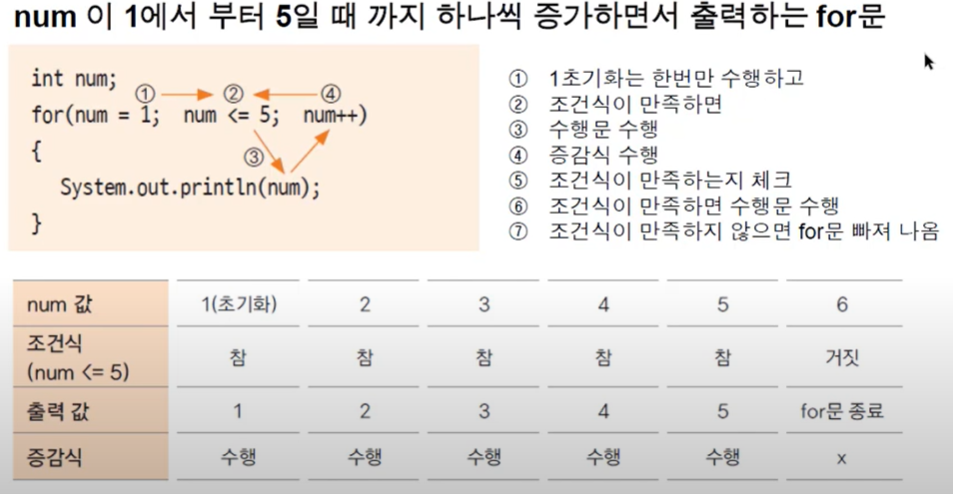 num 이 1에서 부터 5일 때 까지 하나씩 증가하면서 출력하는 for문
int num;
① ② ④
for(num = 1; num <= 5; num++)
{
③
System.out.println(num);
}
① 1초기화는 한번만 수행하고
② 조건식이 만족하면
③ 수행문 수행
④ 증감식 수행
⑤ 조건식이 만족하는지 체크
⑥ 조건식이 만족하면 수행문 수행
⑦ 조건식이 만족하지 않으면 for문 빠져 나옴
num 값 1(초기화) 2 3 4 5 6
조건식
(num <= 5) 참 참 참 참 참 거짓
출력 값 1 2 3 4 5 for문 종료
증감식 수행 수행 수행 수행 수행 x